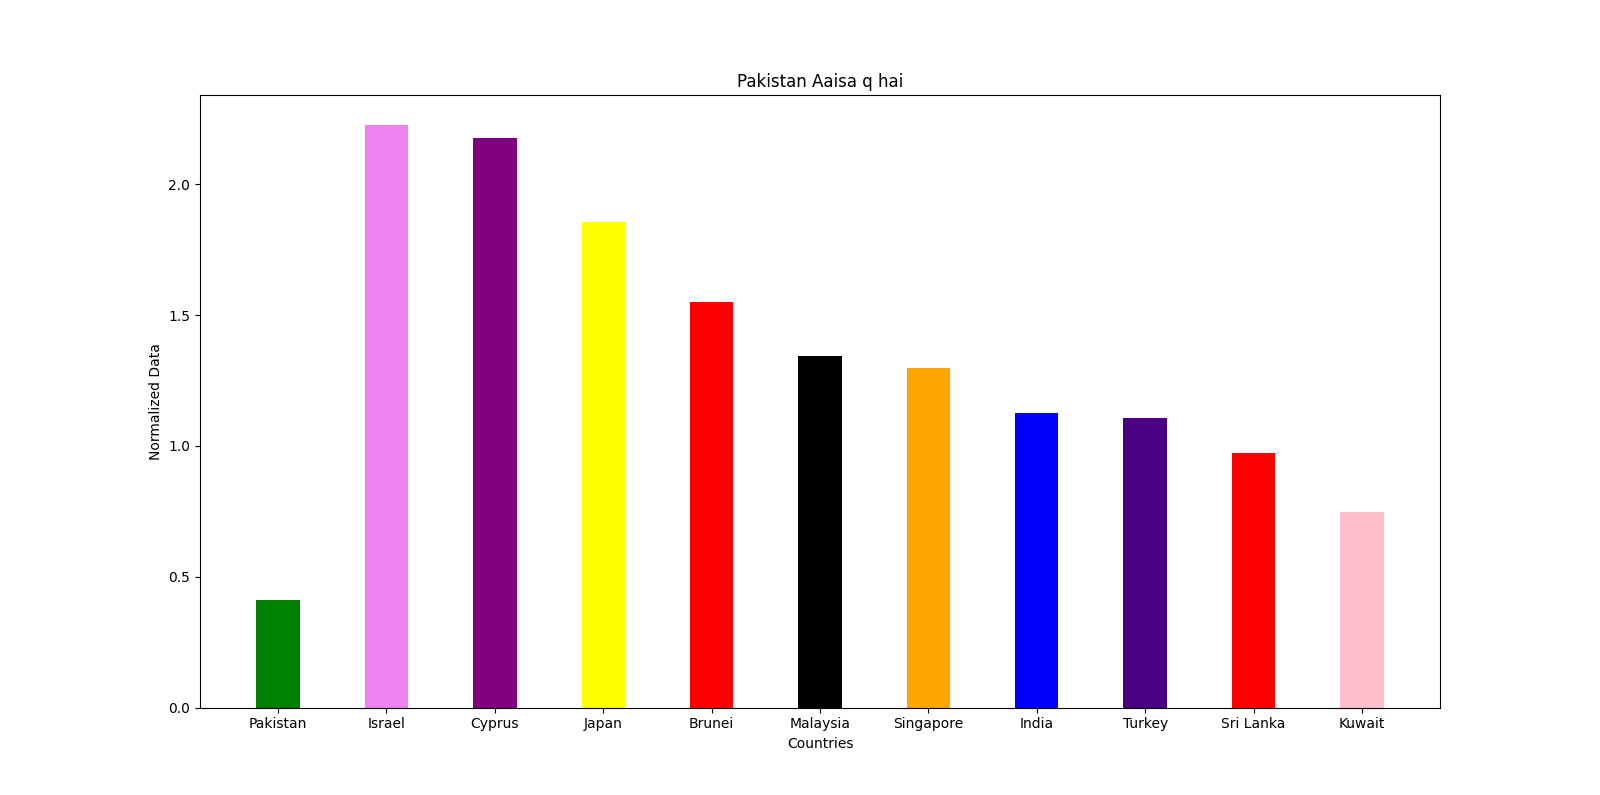 Pakistan Aaisa q hai
Normalized Data
2.0
1.5
1.0
0.5
0.0
Pakistan Israel Cyprus Japan Brunei Malaysia Singapore India Turkey Sri Lanka Kuwait
Countries